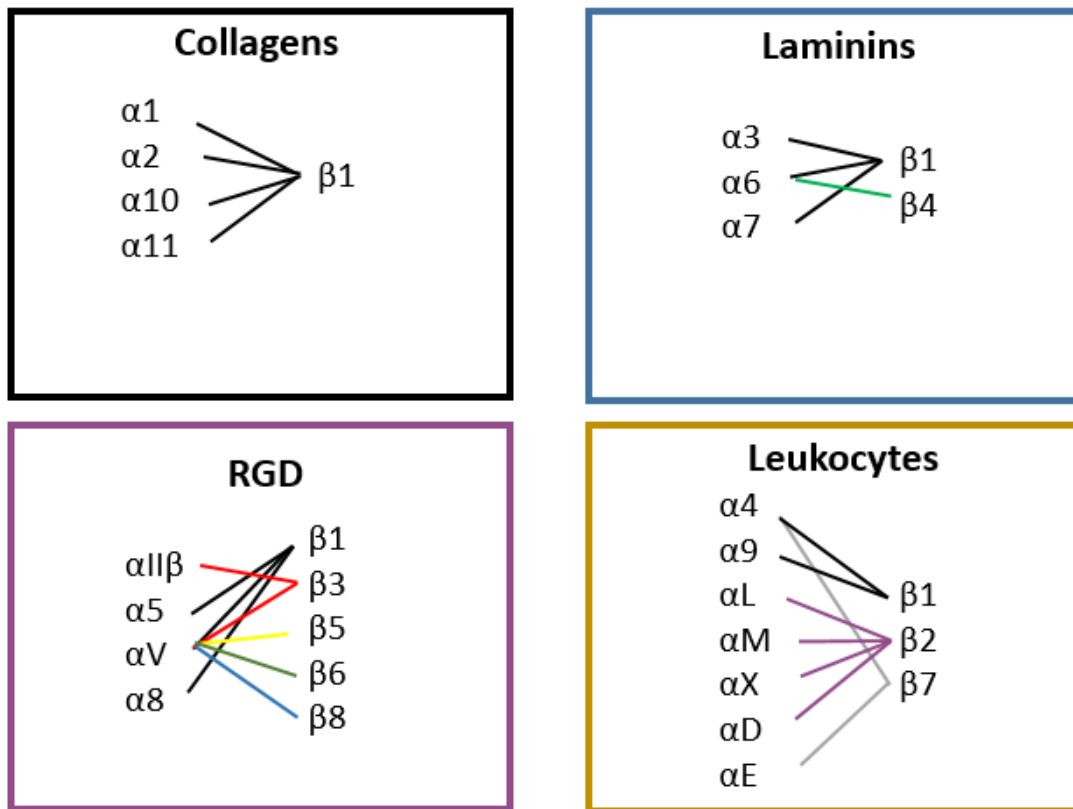 Collagens
α1
α2
α10
α11
β1
Laminins
α3
α6
α7
β1
β4
RGD
αIIβ
α5
αV
α8
β1
β3
β5
β6
β8
Leukocytes
α4
α9
αL
αM
αX
αD
αE
β1
β2
β7